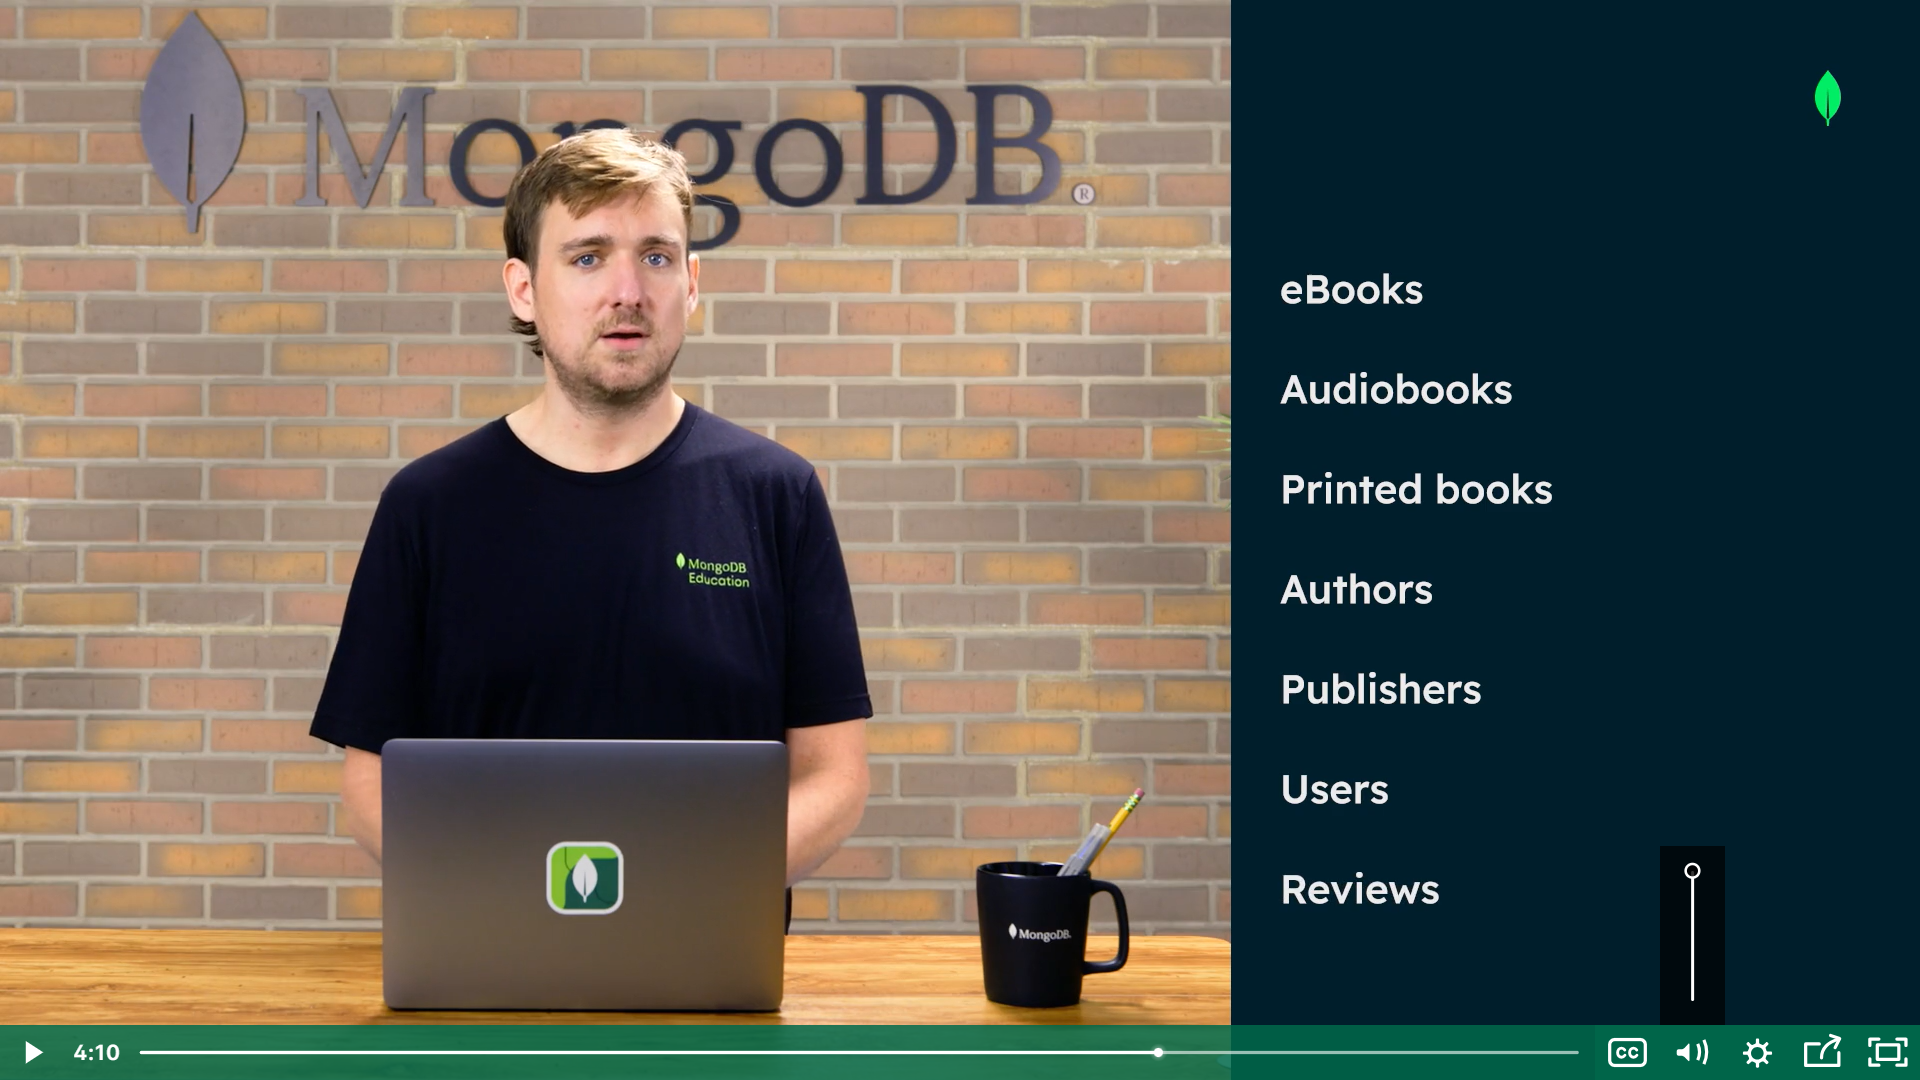 MongoDB®
eBooks
Audiobooks
Printed books
Authors
Publishers
Users
Reviews
MongoDB
Education
MongoDB.
4:10
CC